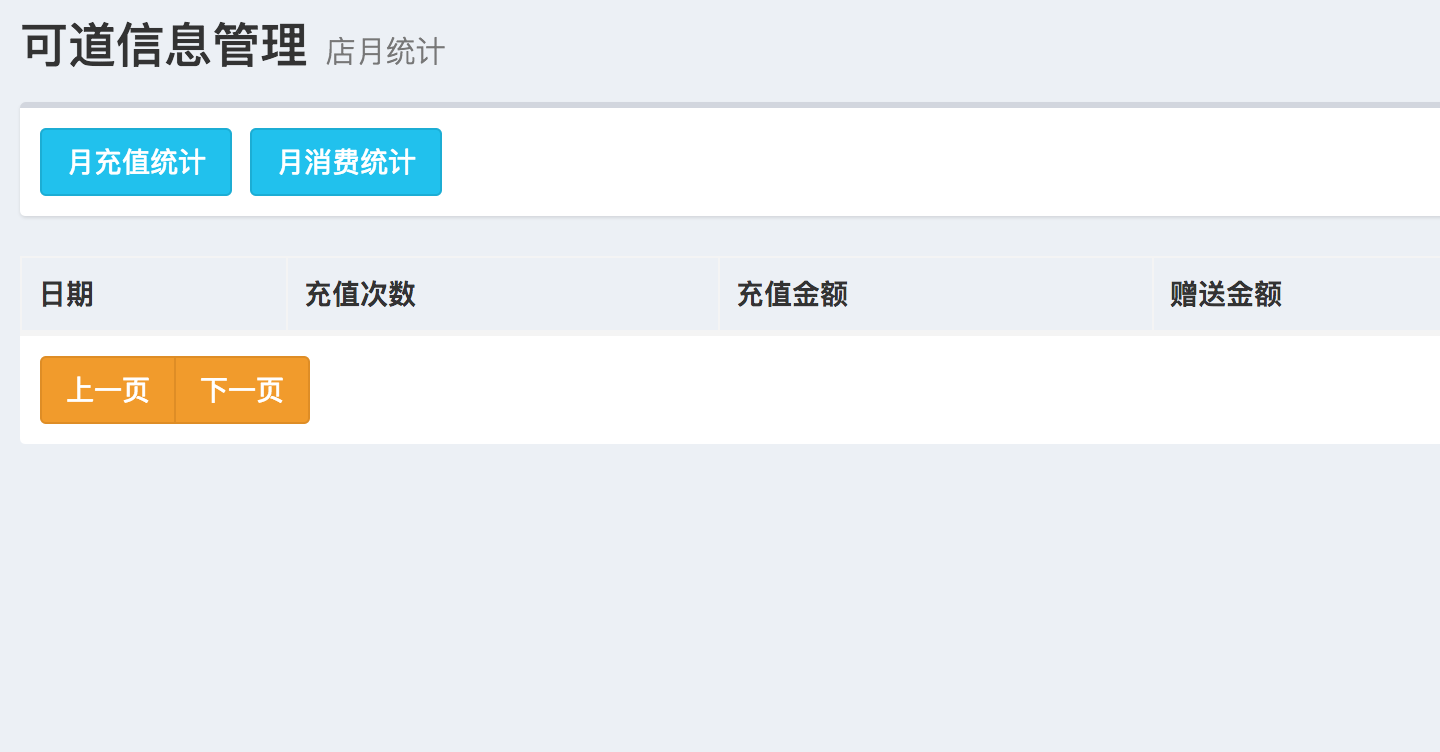 可道信息管理 店月统计
月充值统计 月消费统计
日期 充值次数 充值金额 赠送金额
上一页 下一页